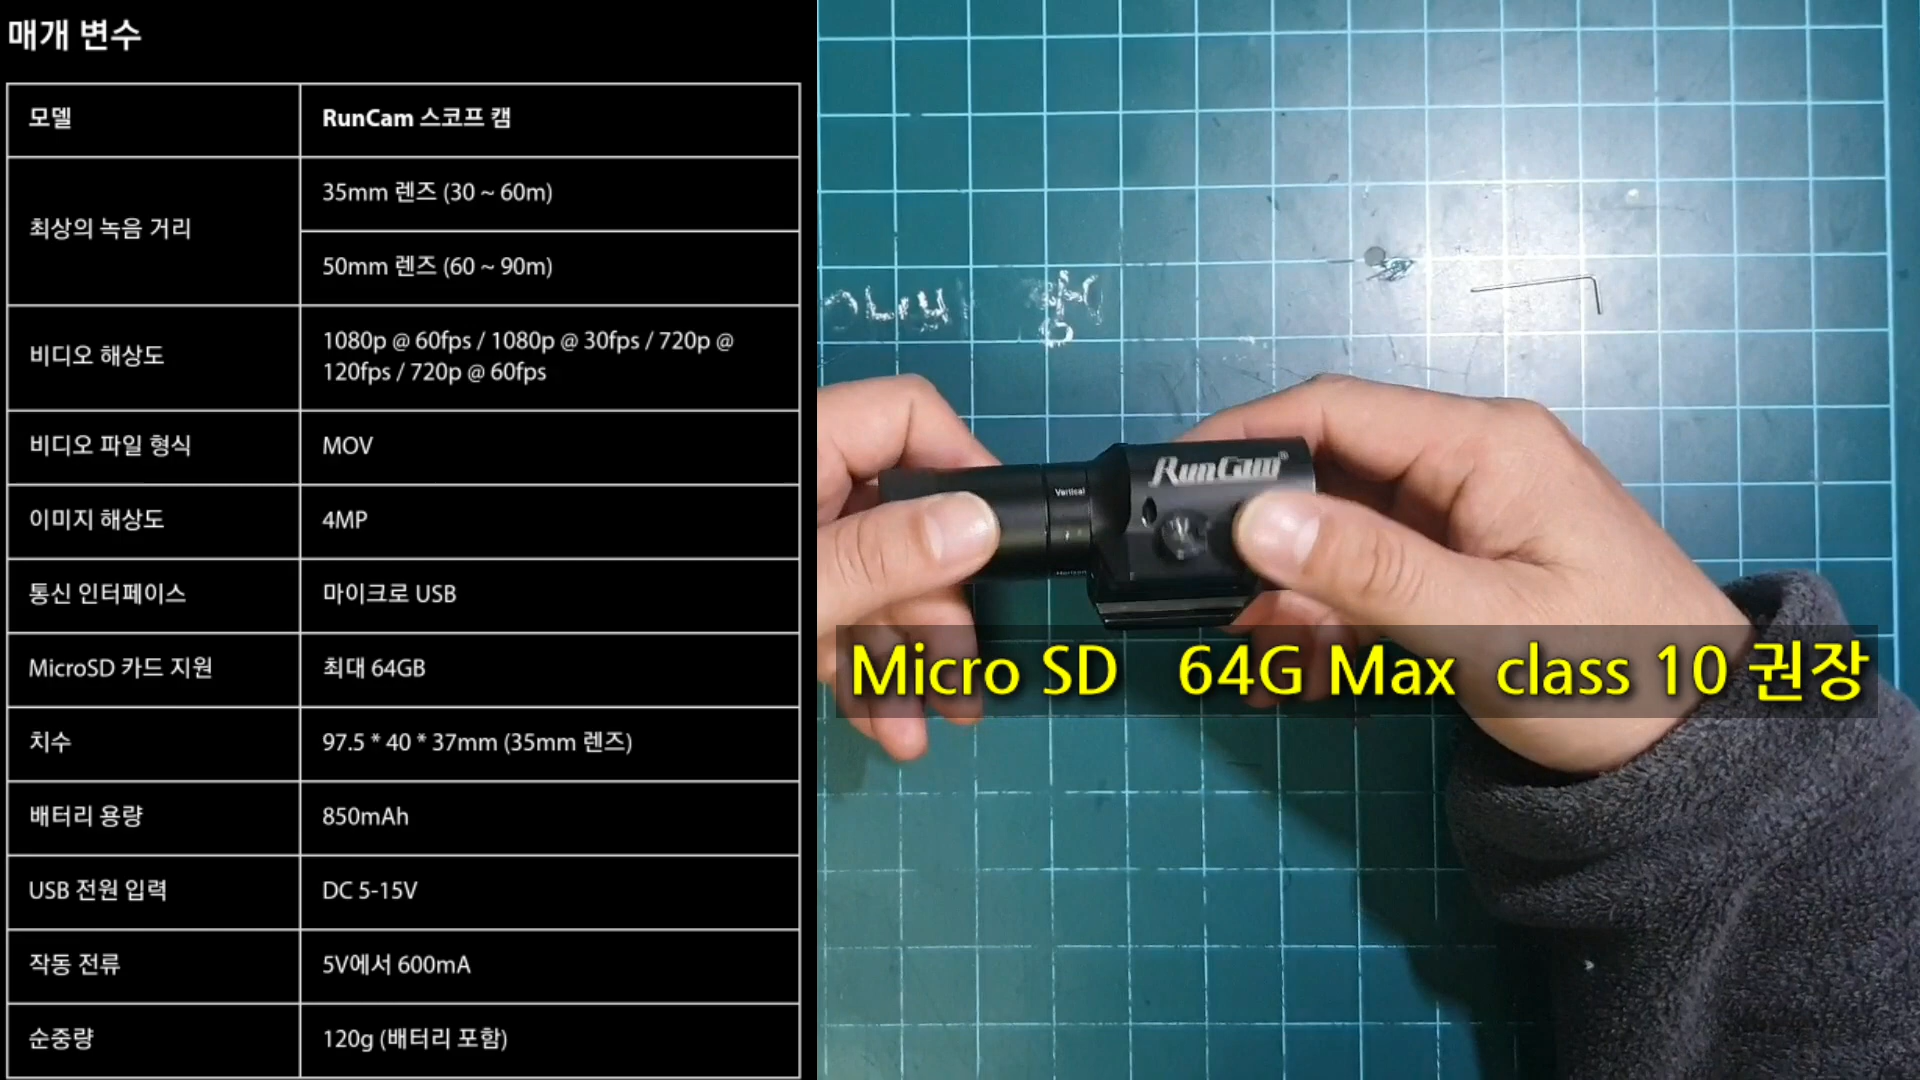 매개 변수
모델
RunCam 스코프 캠
최상의 녹음 거리
35mm 렌즈 (30 ~ 60m)
50mm 렌즈 (60 ~ 90m)
비디오 해상도
1080p @ 60fps / 1080p @ 30fps / 720p @
120fps / 720p @ 60fps
비디오 파일 형식
MOV
이미지 해상도
4MP
통신 인터페이스
마이크로 USB
MicroSD 카드 지원
최대 64GB
치수
97.5 * 40 * 37mm (35mm 렌즈)
배터리 용량
850mAh
USB 전원 입력
DC 5-15V
작동 전류
5V에서 600mA
순중량
120g (배터리 포함)
RunCam®
Vertical
Micro SD 64G Max class 10 권장